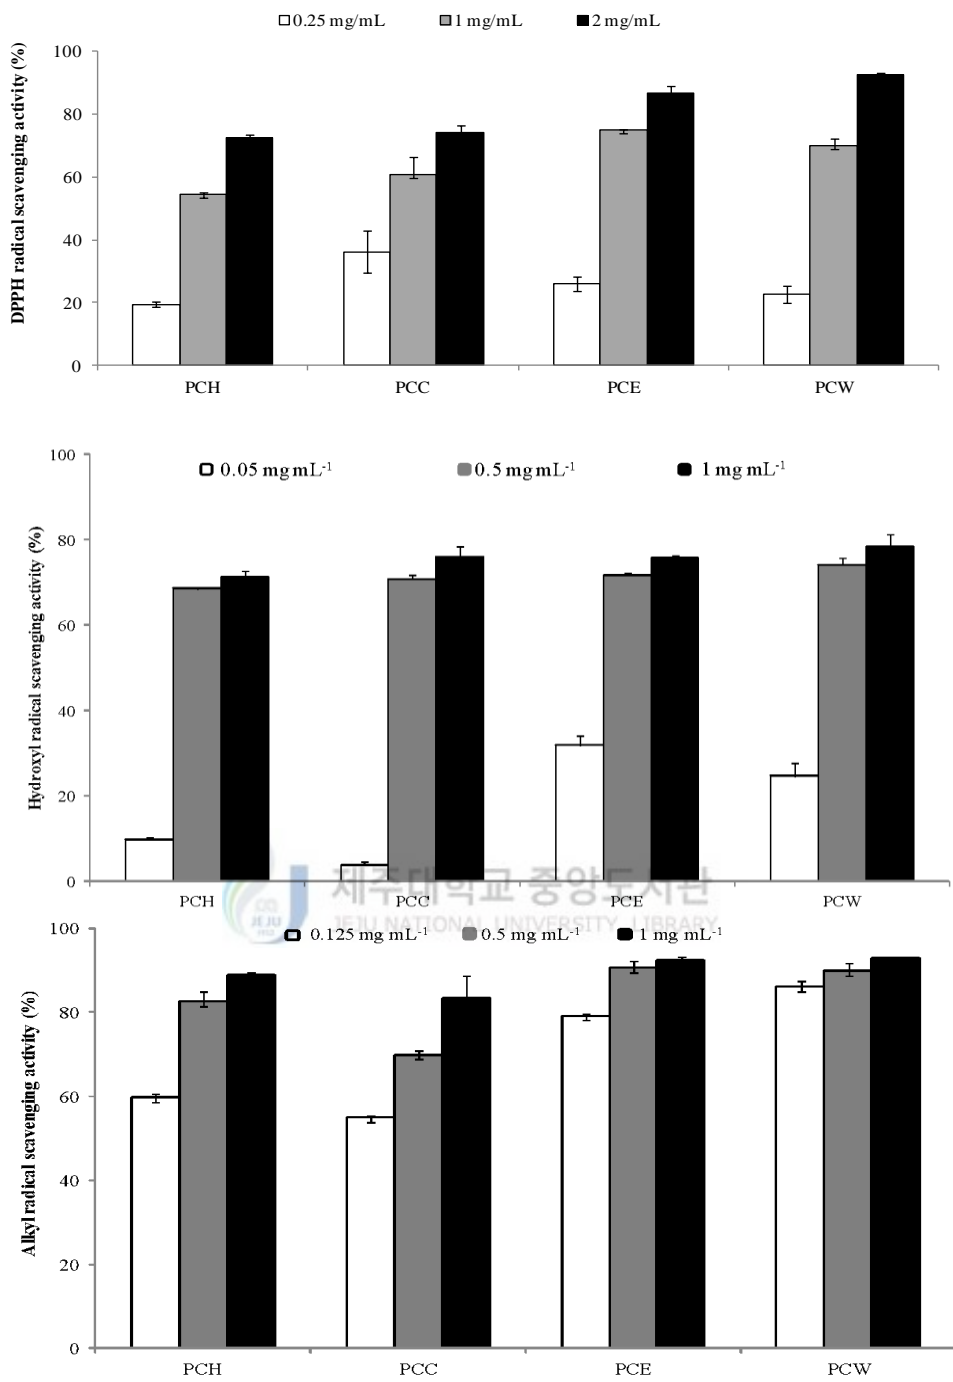 0.25 mg/mL 1 mg/mL 2 mg/mL
DPPH radical scavenging activity (%)
100
80
60
40
20
0
PCH PCC PCE PCW
Hydroxyl radical scavenging activity (%)
100
0.05 mg mL-1 0.5 mg mL-1 1 mg mL-1
80
60
40
20
0
PCH PCC PCE PCW
제주대학교 중앙도서관
JEJU
1952
JEJU NATIONAL UNIVERSITY LIBRARY
Alkyl radical scavenging activity (%)
100
0.125 mg mL-1 0.5 mg mL-1 1 mg mL-1
80
60
40
20
0
PCH PCC PCE PCW